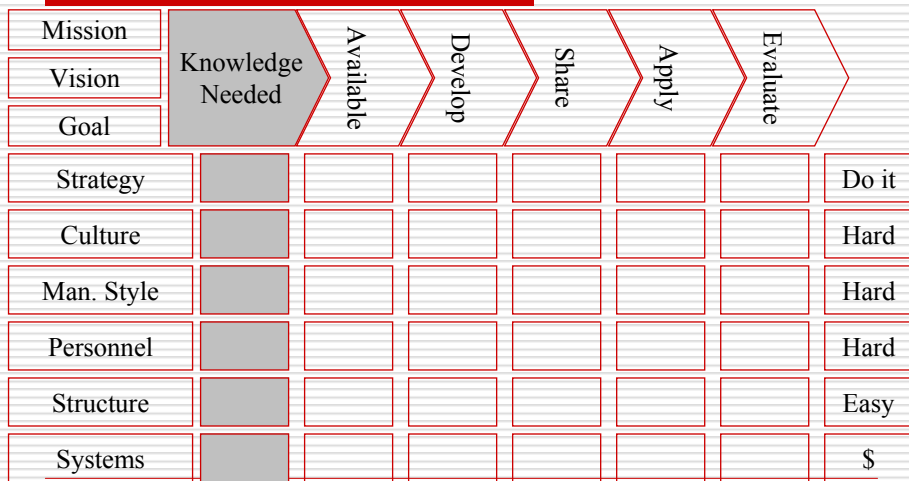 Mission
Vision
Goal
Knowledge
Needed
Available
Develop
Share
Apply
Evaluate
Strategy
Do it
Culture
Hard
Man. Style
Hard
Personnel
Hard
Structure
Easy
Systems
$